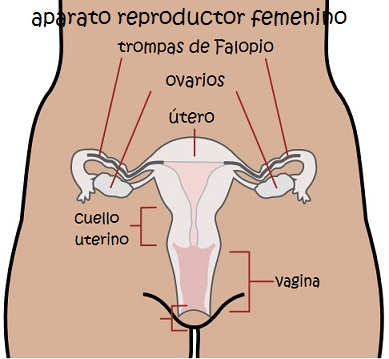 aparato reproductor femenino
trompas de Falopio
ovarios
útero
cuello
uterino
vagina